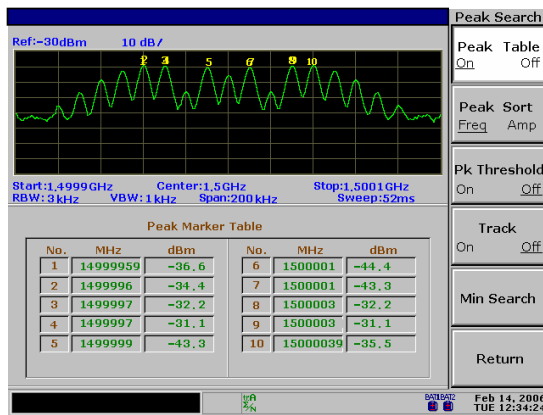 Peak Search
Ref:-30dBm 10 dB/
1 2 3 4 5 6 7 8 9 10
Peak Table
On Off
Peak Sort
Freq Amp
Start:1,4999GHz Center:1,5GHz Stop:1,5001GHz
RBW:3kHz VBW:1kHz Span:200kHz Sweep:52ms
Pk Threshold
On Off
Track
On Off
Min Search
Return
Peak Marker Table
No. MHz dBm No. MHz dBm
1 14999959 -36,6 6 1500001 -44,4
2 1499996 -34,4 7 1500001 -43,3
3 1499997 -32,2 8 1500003 -32,2
4 1499997 -31,1 9 1500003 -31,1
5 1499999 -43,3 10 15000039 -35,5
BAT1 BAT2
Feb 14, 2006
TUE 12:34:24